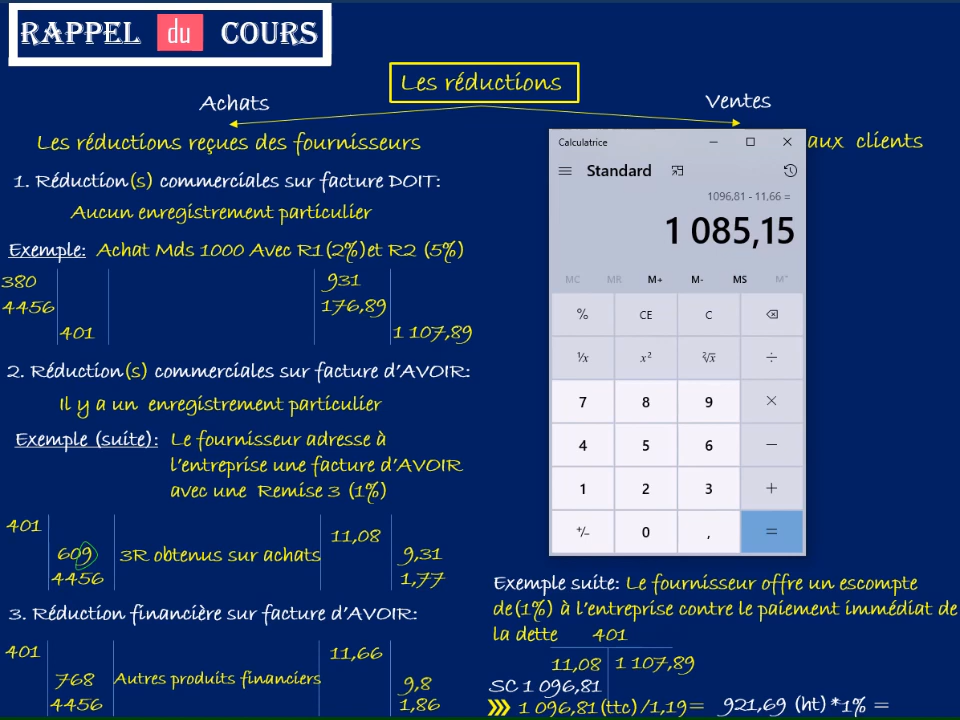 RAPPEL du COURS
Les réductions
Achats
Ventes
Les réductions reçues des fournisseurs
aux clients
1. Réduction(s) commerciales sur facture DOIT:
Aucun enregistrement particulier
Exemple: Achat Mds 1000 Avec R1 (2%)et R2 (5%)
380
931
4456
176,89
401
1 107,89
2. Réduction(s) commerciales sur facture d'AVOIR:
Il y a un enregistrement particulier
Exemple (suite): Le fournisseur adresse à
l'entreprise une facture d'AVOIR
avec une Remise 3 (1%)
401
11,08
609
3R obtenus sur achats
9,31
4456
1,77
3. Réduction financière sur facture d'AVOIR:
401
11,66
768
Autres produits financiers
9,8
4456
1,86
Calculatrice
Standard
1096,81 - 11,66 =
1 085,15
MC MR M+ M- MS M˅
% CE C ⌫
¹/x x² ²√x ÷
7 8 9 ×
4 5 6 −
1 2 3 +
+/− 0 , =
Exemple suite: Le fournisseur offre un escompte
de(1%) à l'entreprise contre le paiement immédiat de
la dette 401
11,08 1 107,89
SC 1 096,81
1 096,81(ttc) /1,19= 921,69 (ht) *1% =